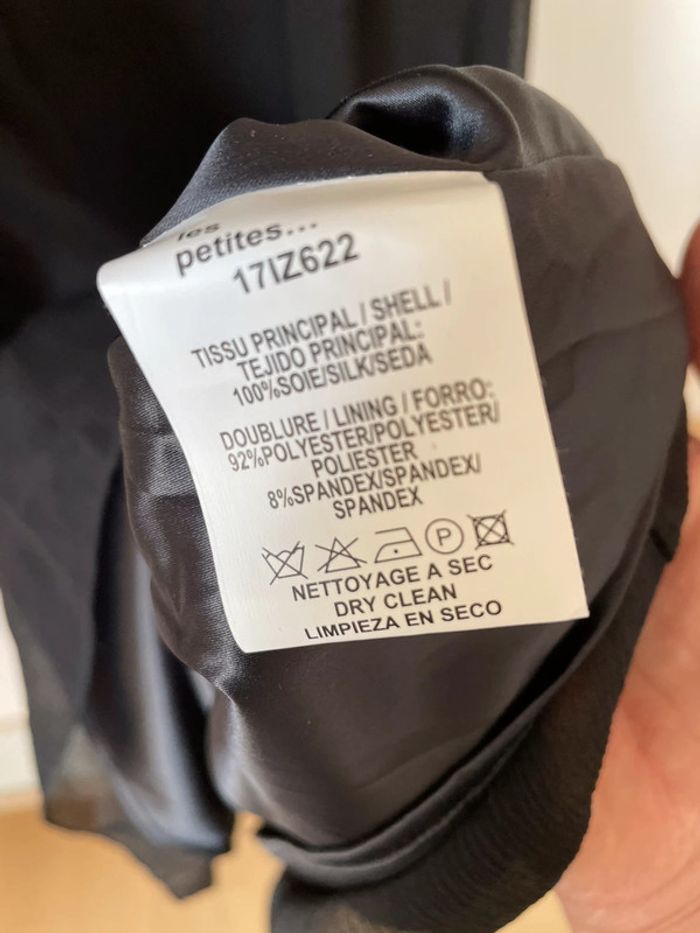 les
petites...
17IZ622
TISSU PRINCIPAL / SHELL /
TEJIDO PRINCIPAL:
100%SOIE/SILK/SEDA
DOUBLURE / LINING / FORRO:
92%POLYESTER/POLYESTER/
POLIESTER
8%SPANDEX/SPANDEX/
SPANDEX
P
NETTOYAGE A SEC
DRY CLEAN
LIMPIEZA EN SECO